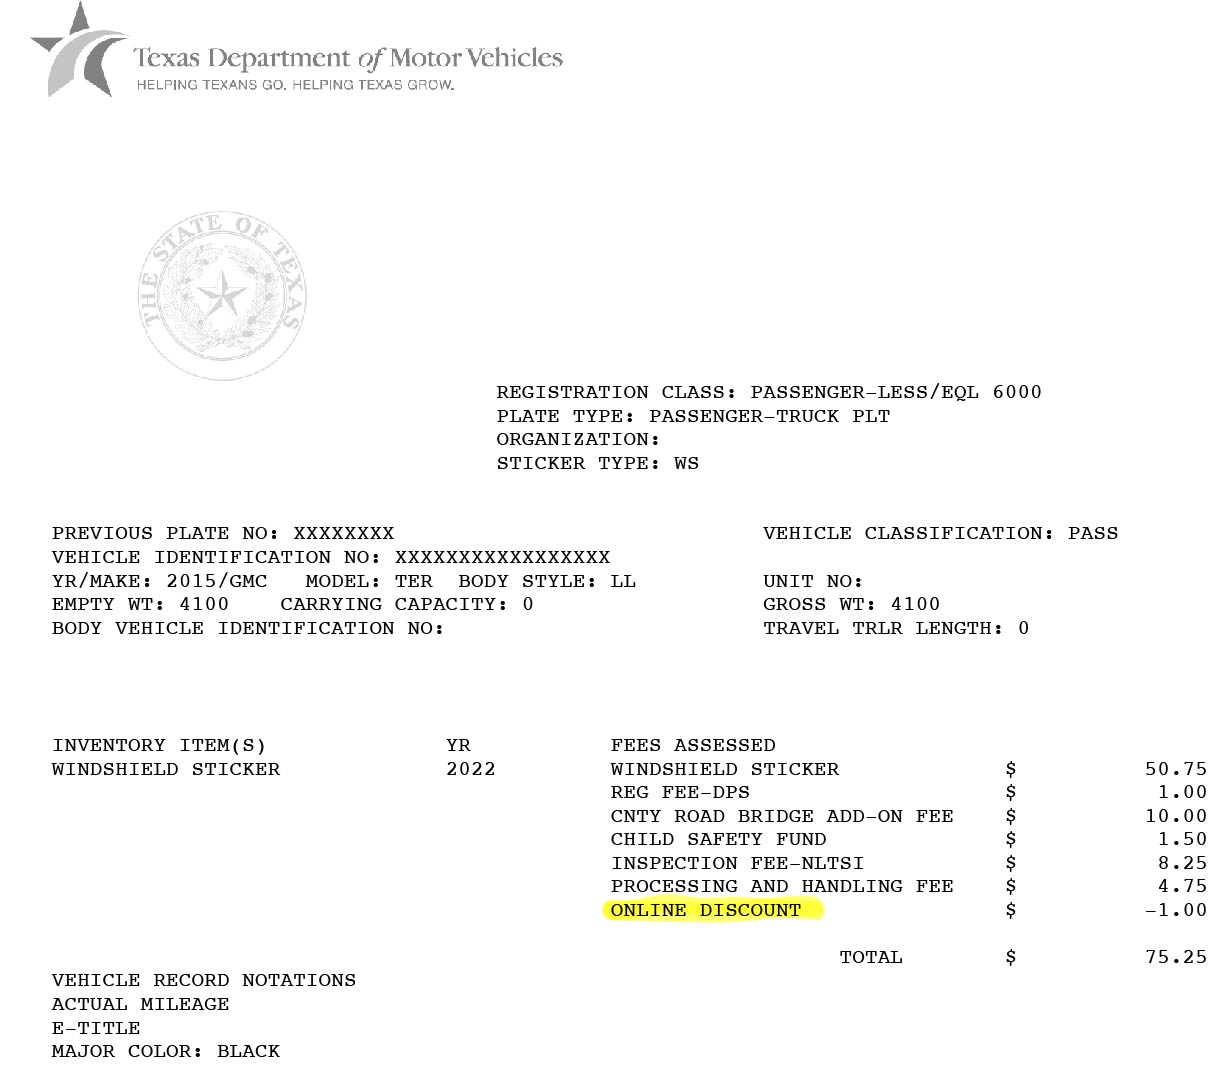 Texas Department of Motor Vehicles
HELPING TEXANS GO. HELPING TEXAS GROW.
THE STATE OF TEXAS
REGISTRATION CLASS: PASSENGER-LESS/EQL 6000
PLATE TYPE: PASSENGER-TRUCK PLT
ORGANIZATION:
STICKER TYPE: WS
PREVIOUS PLATE NO: XXXXXXXX VEHICLE CLASSIFICATION: PASS
VEHICLE IDENTIFICATION NO: XXXXXXXXXXXXXXXXX
YR/MAKE: 2015/GMC MODEL: TER BODY STYLE: LL UNIT NO:
EMPTY WT: 4100 CARRYING CAPACITY: 0 GROSS WT: 4100
BODY VEHICLE IDENTIFICATION NO: TRAVEL TRLR LENGTH: 0
INVENTORY ITEM(S) YR FEES ASSESSED
WINDSHIELD STICKER 2022 WINDSHIELD STICKER $ 50.75
REG FEE-DPS $ 1.00
CNTY ROAD BRIDGE ADD-ON FEE $ 10.00
CHILD SAFETY FUND $ 1.50
INSPECTION FEE-NLTSI $ 8.25
PROCESSING AND HANDLING FEE $ 4.75
ONLINE DISCOUNT $ -1.00
TOTAL $ 75.25
VEHICLE RECORD NOTATIONS
ACTUAL MILEAGE
E-TITLE
MAJOR COLOR: BLACK